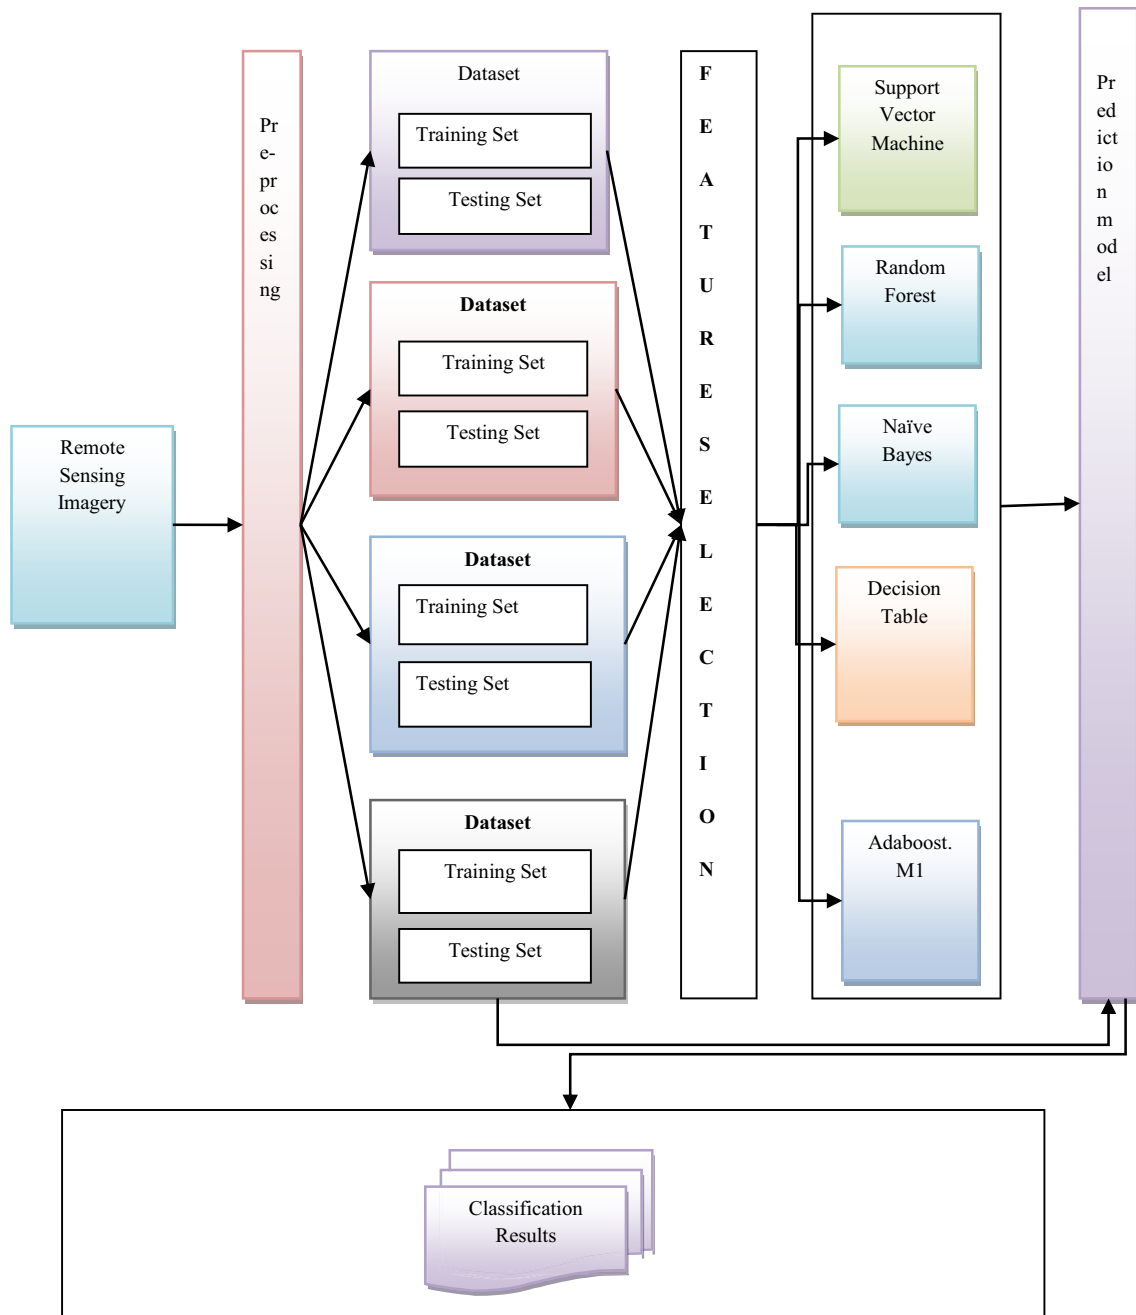 Remote
Sensing
Imagery
Pr
e-
pr
oc
es
si
ng
Dataset
Training Set
Testing Set
Dataset
Training Set
Testing Set
Dataset
Training Set
Testing Set
Dataset
Training Set
Testing Set
F
E
A
T
U
R
E
S
E
L
E
C
T
I
O
N
Support
Vector
Machine
Random
Forest
Naïve
Bayes
Decision
Table
Adaboost.
M1
Pr
ed
ict
io
n
m
od
el
Classification
Results